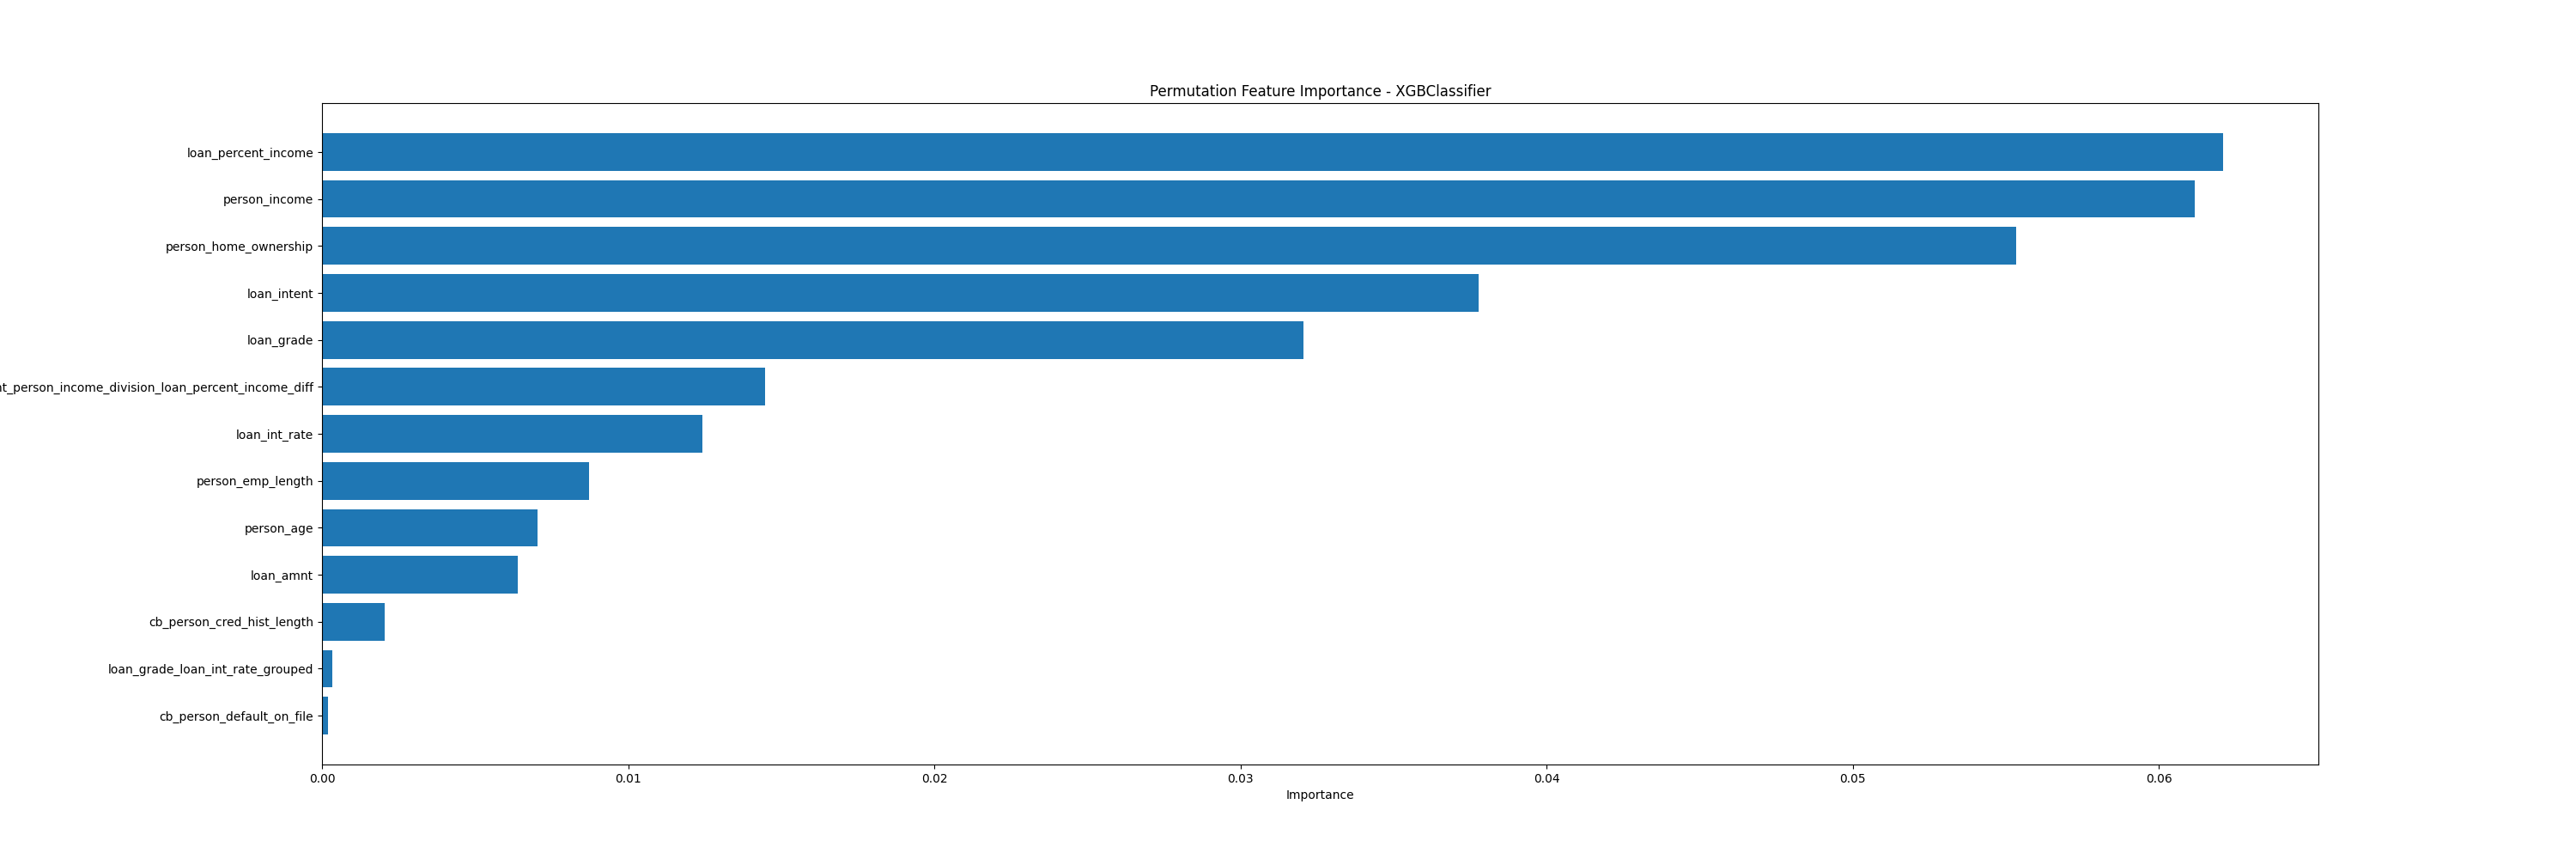 Permutation Feature Importance - XGBClassifier
loan_percent_income
person_income
person_home_ownership
loan_intent
loan_grade
t_person_income_division_loan_percent_income_diff
loan_int_rate
person_emp_length
person_age
loan_amnt
cb_person_cred_hist_length
loan_grade_loan_int_rate_grouped
cb_person_default_on_file
0.00 0.01 0.02 0.03 0.04 0.05 0.06
Importance